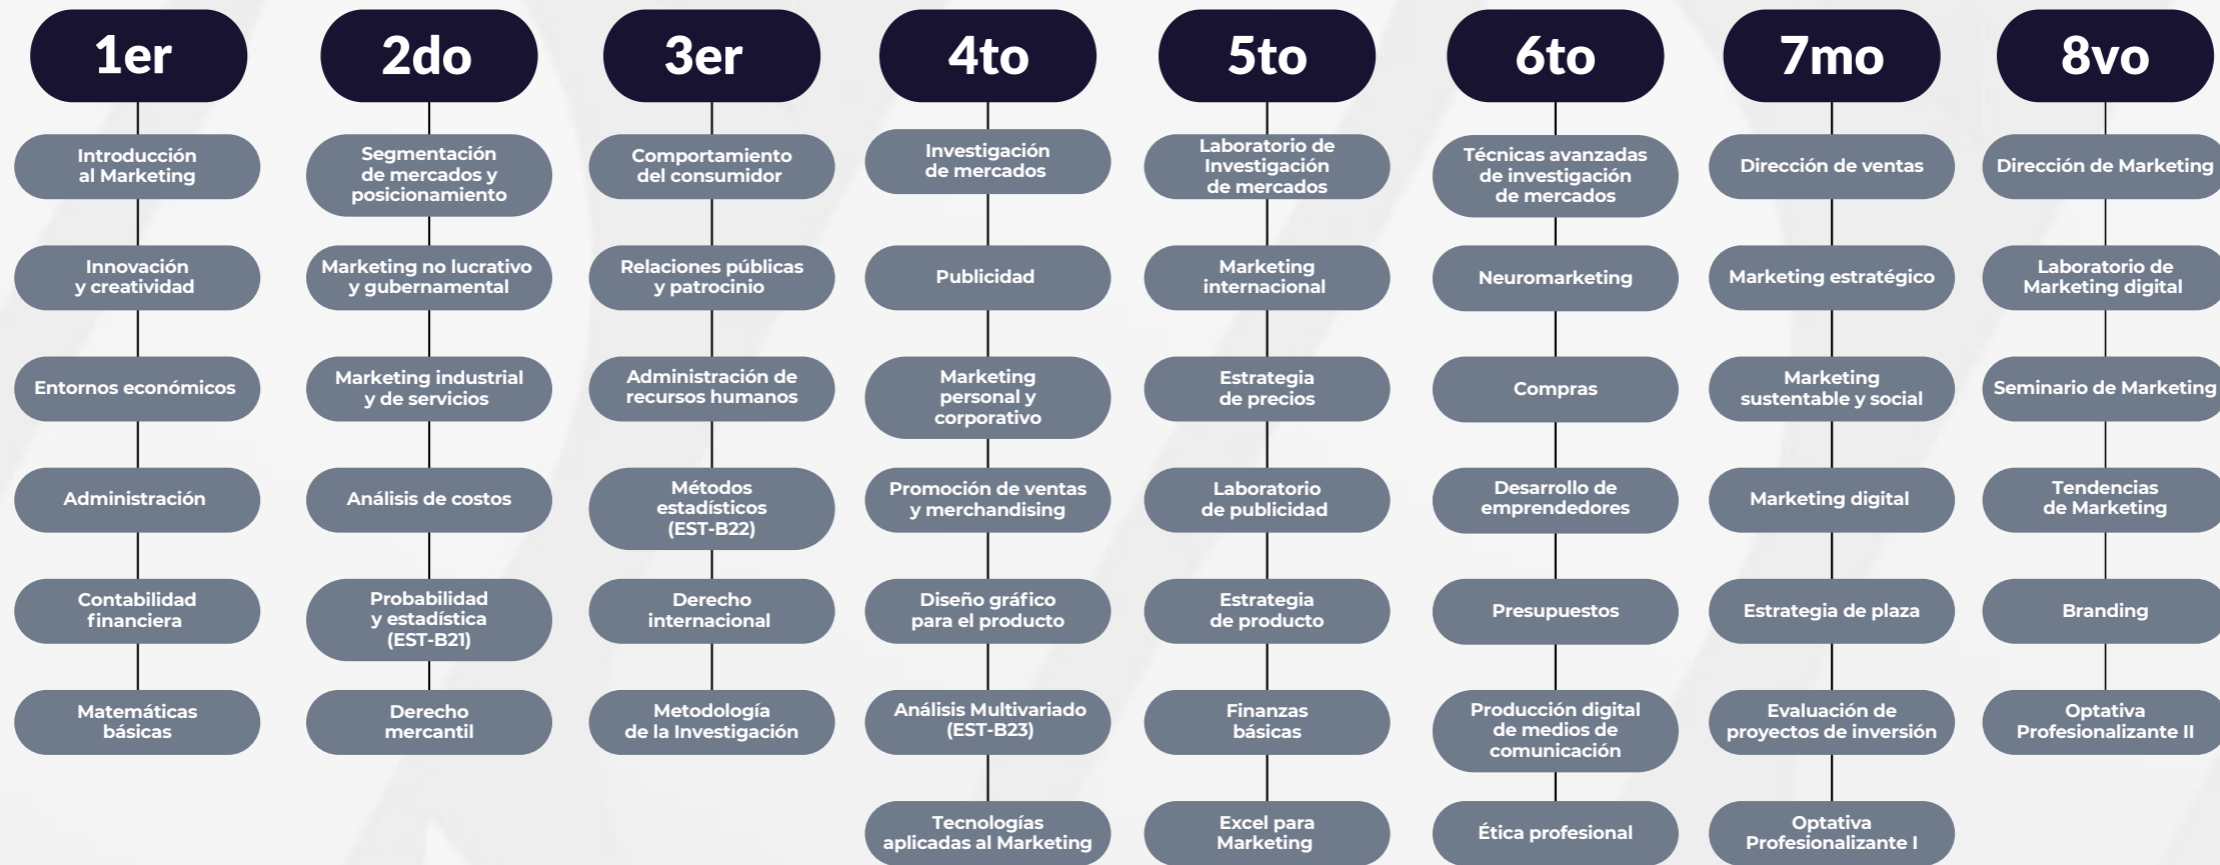 1er
Introducción
al Marketing
Innovación
y creatividad
Entornos económicos
Administración
Contabilidad
financiera
Matemáticas
básicas
2do
Segmentación
de mercados y
posicionamiento
Marketing no lucrativo
y gubernamental
Marketing industrial
y de servicios
Análisis de costos
Probabilidad
y estadística
(EST-B21)
Derecho
mercantil
3er
Comportamiento
del consumidor
Relaciones públicas
y patrocinio
Administración de
recursos humanos
Métodos
estadísticos
(EST-B22)
Derecho
internacional
Metodología
de la Investigación
4to
Investigación
de mercados
Publicidad
Marketing
personal y
corporativo
Promoción de ventas
y merchandising
Diseño gráfico
para el producto
Análisis Multivariado
(EST-B23)
Tecnologías
aplicadas al Marketing
5to
Laboratorio de
Investigación
de mercados
Marketing
internacional
Estrategia
de precios
Laboratorio
de publicidad
Estrategia
de producto
Finanzas
básicas
Excel para
Marketing
6to
Técnicas avanzadas
de investigación
de mercados
Neuromarketing
Compras
Desarrollo de
emprendedores
Presupuestos
Producción digital
de medios de
comunicación
Ética profesional
7mo
Dirección de ventas
Marketing estratégico
Marketing
sustentable y social
Marketing digital
Estrategia de plaza
Evaluación de
proyectos de inversión
Optativa
Profesionalizante I
8vo
Dirección de Marketing
Laboratorio de
Marketing digital
Seminario de Marketing
Tendencias
de Marketing
Branding
Optativa
Profesionalizante II